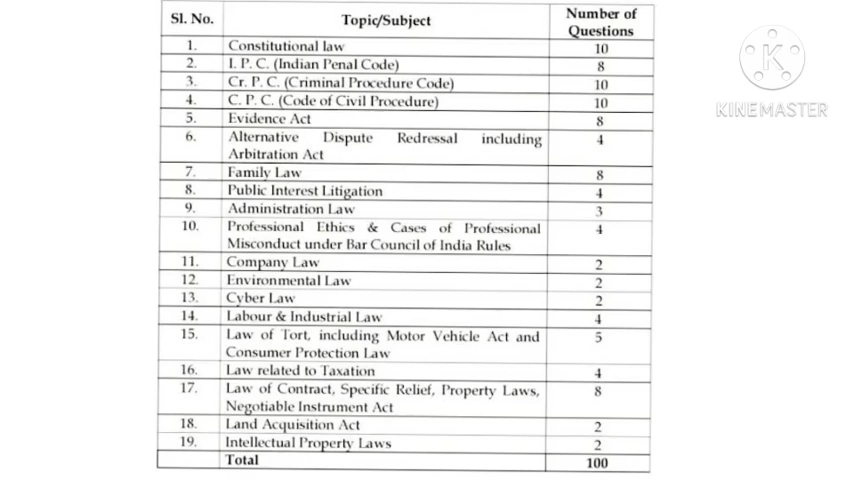 Sl. No. Topic/Subject Number of Questions
1. Constitutional law 10
2. I. P. C. (Indian Penal Code) 8
3. Cr. P. C. (Criminal Procedure Code) 10
4. C. P. C. (Code of Civil Procedure) 10
5. Evidence Act 8
6. Alternative Dispute Redressal including 4
Arbitration Act
7. Family Law 8
8. Public Interest Litigation 4
9. Administration Law 3
10. Professional Ethics & Cases of Professional 4
Misconduct under Bar Council of India Rules
11. Company Law 2
12. Environmental Law 2
13. Cyber Law 2
14. Labour & Industrial Law 4
15. Law of Tort, including Motor Vehicle Act and 5
Consumer Protection Law
16. Law related to Taxation 4
17. Law of Contract, Specific Relief, Property Laws, 8
Negotiable Instrument Act
18. Land Acquisition Act 2
19. Intellectual Property Laws 2
Total 100
K
KINEMASTER